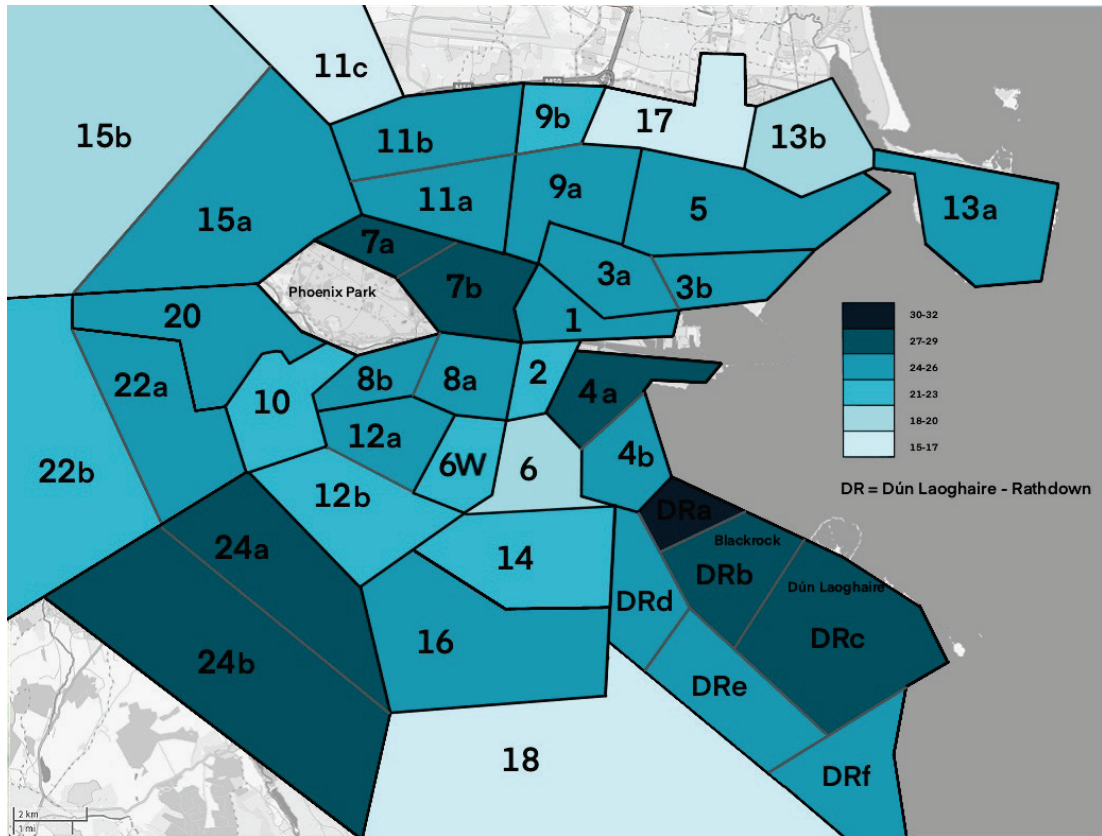 11c
15b
11b
9b
17
13b
15a
11a
9a
5
13a
7a
7b
3a
3b
Phoenix Park
1
20
30-32
27-29
24-26
21-23
18-20
15-17
DR = Dún Laoghaire - Rathdown
22a
8b
8a
2
4a
10
12a
6W
6
4b
22b
12b
DRa
Blackrock
24a
14
DRb
Dún Laoghaire
DRd
DRc
24b
16
DRe
18
DRf
2 km
1 mi